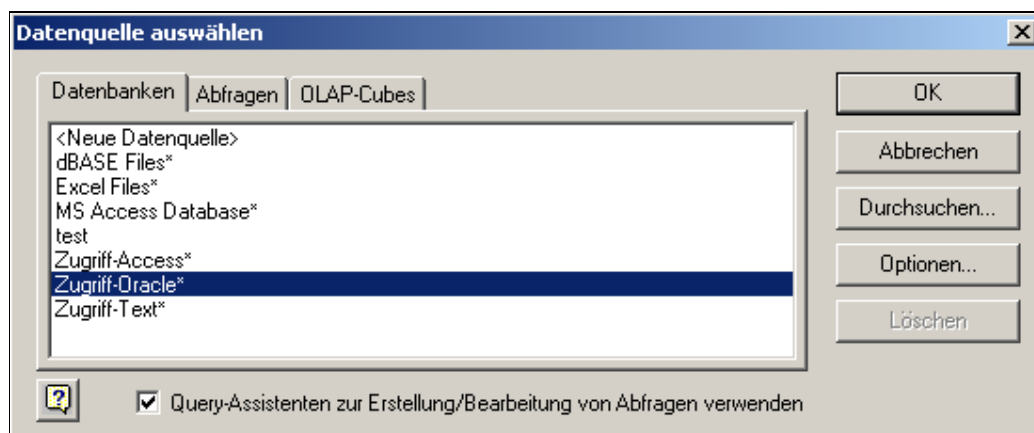 Datenquelle auswählen
Datenbanken Abfragen OLAP-Cubes
<Neue Datenquelle>
dBASE Files*
Excel Files*
MS Access Database*
test
Zugriff-Access*
Zugriff-Oracle*
Zugriff-Text*
OK
Abbrechen
Durchsuchen...
Optionen...
Löschen
Query-Assistenten zur Erstellung/Bearbeitung von Abfragen verwenden